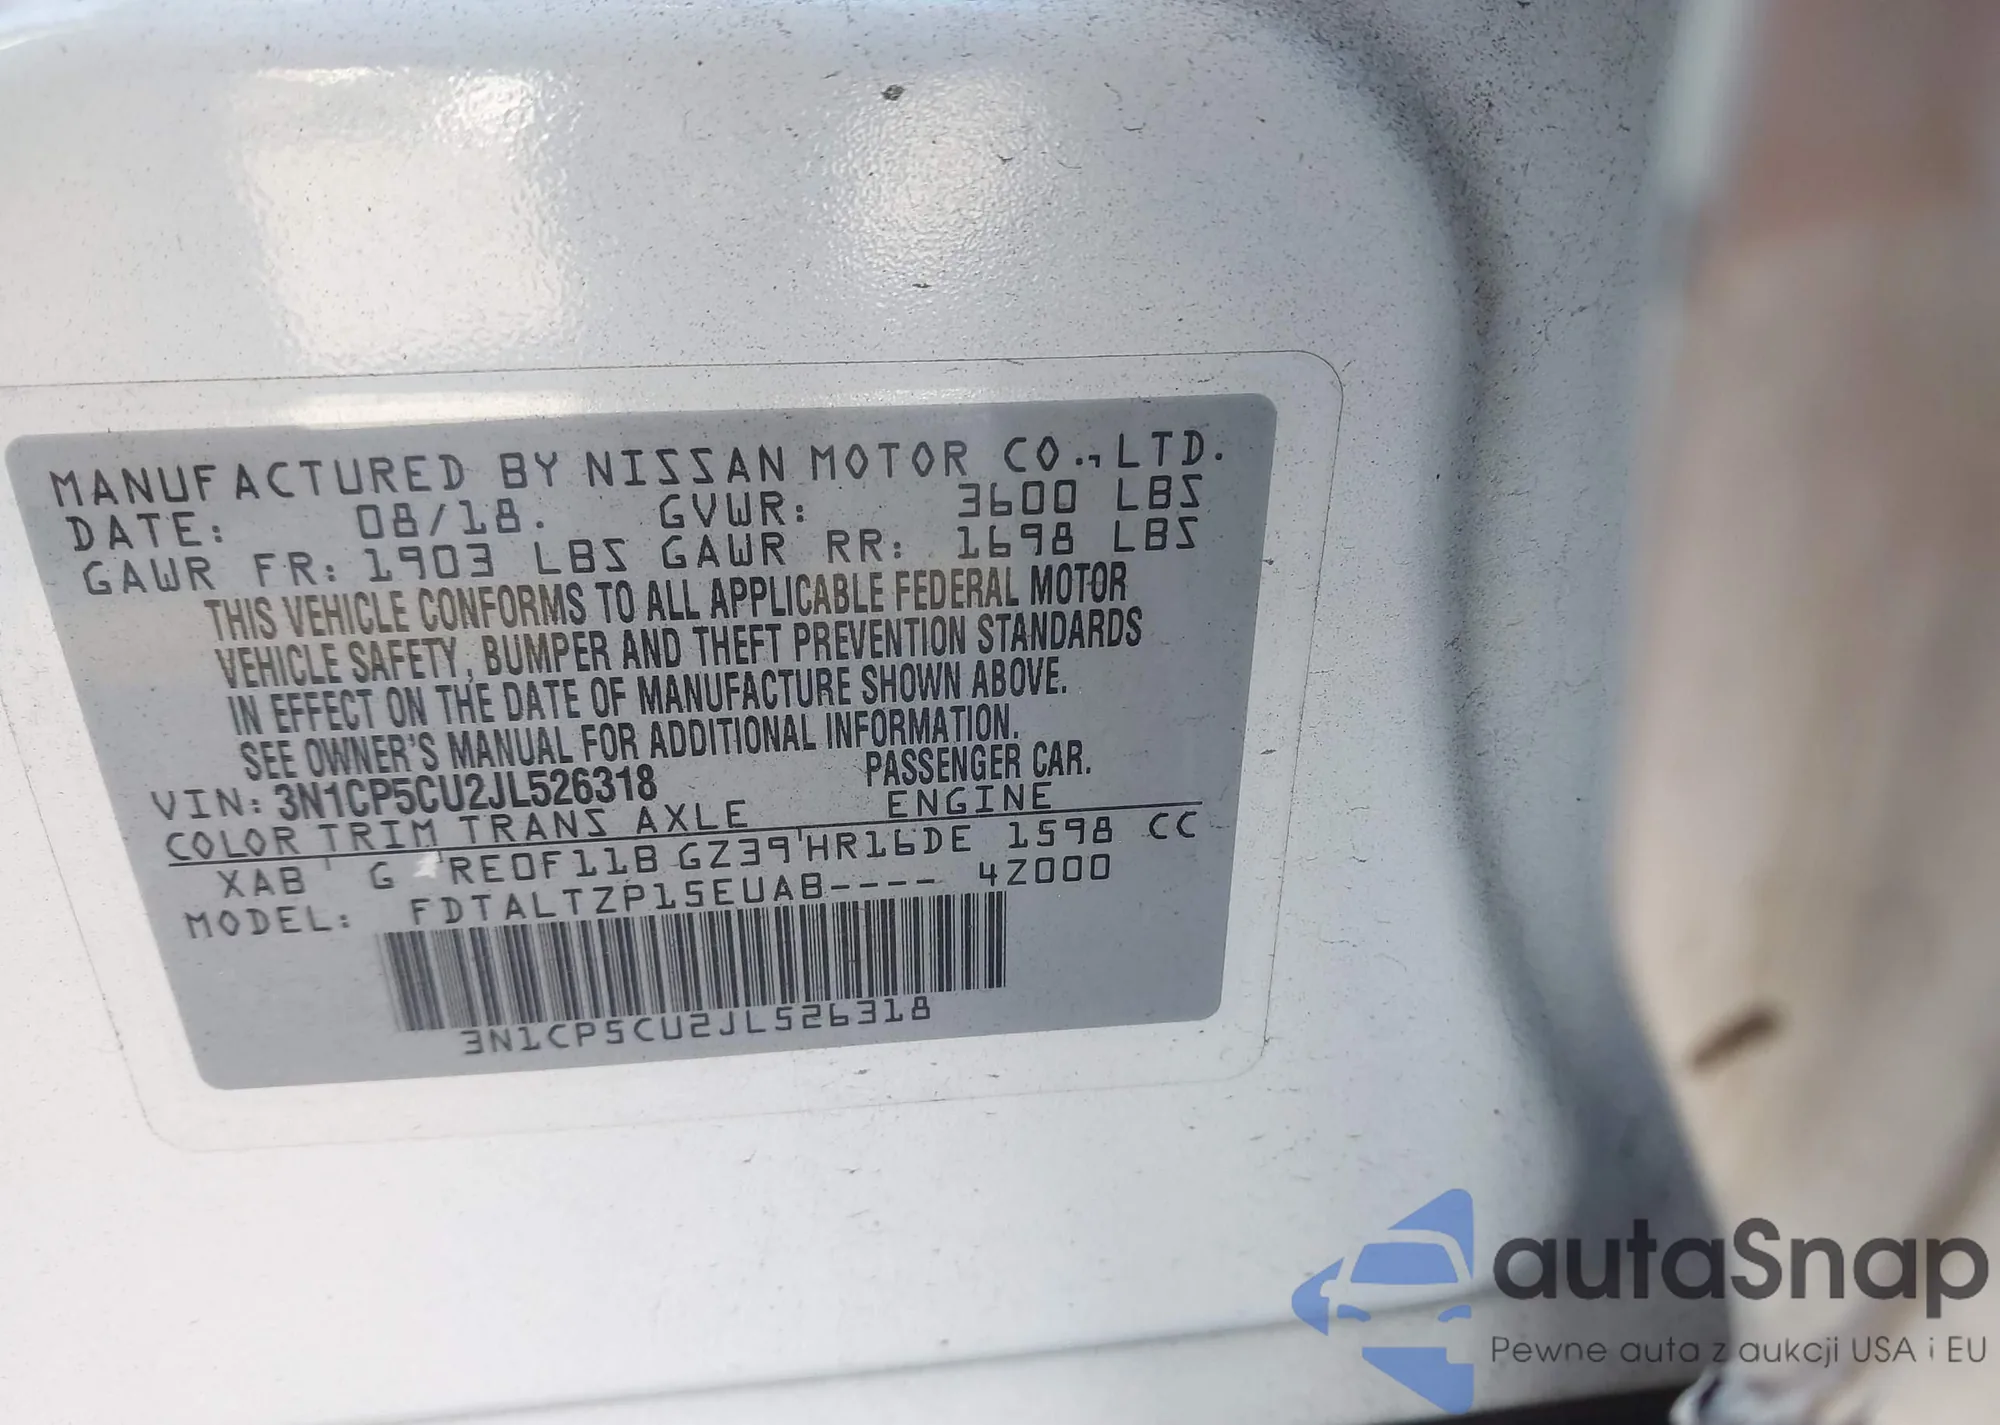 MANUFACTURED BY NISSAN MOTOR CO., LTD.
DATE: 08/18. GVWR: 3600 LBS
GAWR FR: 1903 LBS GAWR RR: 1698 LBS
THIS VEHICLE CONFORMS TO ALL APPLICABLE FEDERAL MOTOR
VEHICLE SAFETY, BUMPER AND THEFT PREVENTION STANDARDS
IN EFFECT ON THE DATE OF MANUFACTURE SHOWN ABOVE.
SEE OWNER'S MANUAL FOR ADDITIONAL INFORMATION.
VIN: 3N1CP5CU2JL526318 PASSENGER CAR.
COLOR TRIM TRANS AXLE ENGINE
XAB G RE0F11B GZ39 HR16DE 1598 CC
MODEL: FDTALTZP15EUAB---- 4Z000
3N1CP5CU2JL526318
autaSnap
Pewne auta z aukcji USA i EU